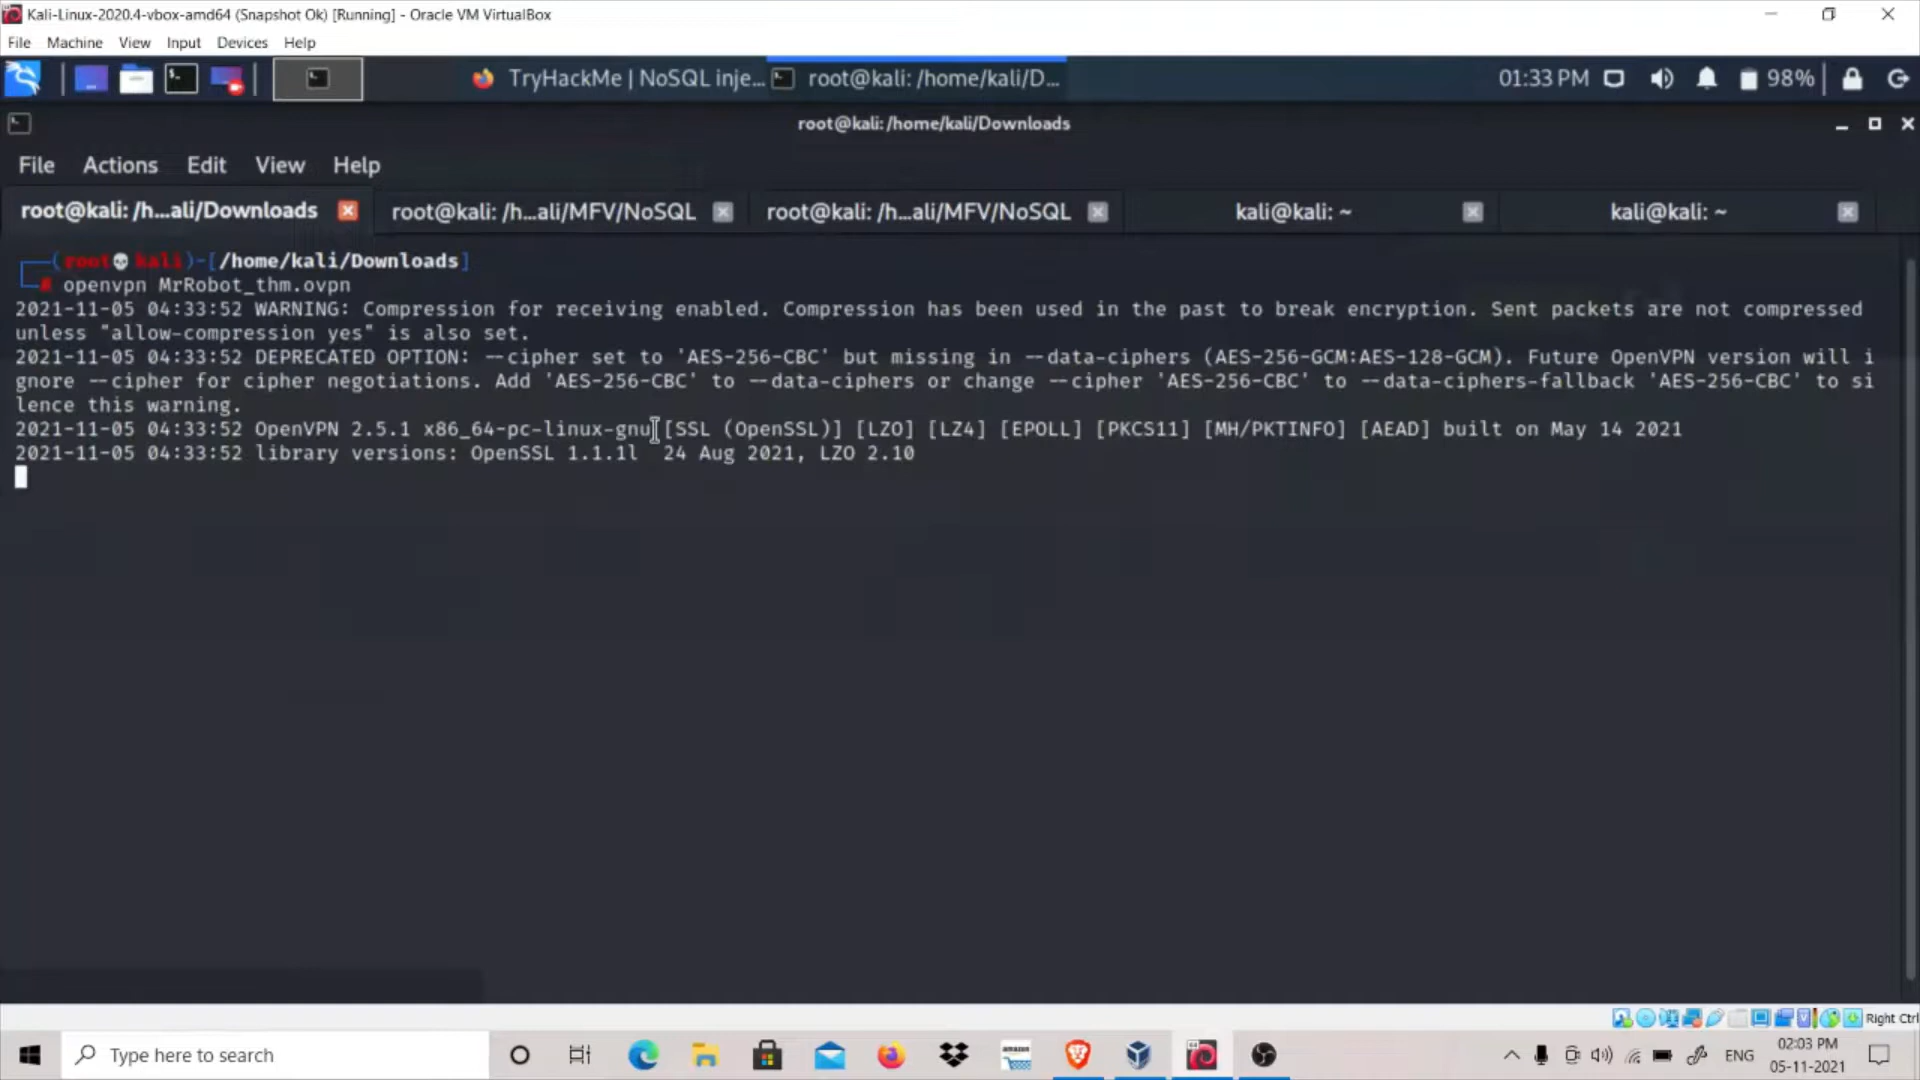 Kali-Linux-2020.4-vbox-amd64 (Snapshot Ok) [Running] - Oracle VM VirtualBox
File Machine View Input Devices Help
TryHackMe | NoSQL inje... root@kali: /home/kali/D... 01:33 PM 98%
root@kali:/home/kali/Downloads
File Actions Edit View Help
root@kali: /h...ali/Downloads root@kali: /h...ali/MFV/NoSQL root@kali: /h...ali/MFV/NoSQL kali@kali: ~ kali@kali: ~
(root💀kali)-[/home/kali/Downloads]
# openvpn MrRobot_thm.ovpn
2021-11-05 04:33:52 WARNING: Compression for receiving enabled. Compression has been used in the past to break encryption. Sent packets are not compressed
unless "allow-compression yes" is also set.
2021-11-05 04:33:52 DEPRECATED OPTION: --cipher set to 'AES-256-CBC' but missing in --data-ciphers (AES-256-GCM:AES-128-GCM). Future OpenVPN version will i
gnore --cipher for cipher negotiations. Add 'AES-256-CBC' to --data-ciphers or change --cipher 'AES-256-CBC' to --data-ciphers-fallback 'AES-256-CBC' to si
lence this warning.
2021-11-05 04:33:52 OpenVPN 2.5.1 x86_64-pc-linux-gnu [SSL (OpenSSL)] [LZO] [LZ4] [EPOLL] [PKCS11] [MH/PKTINFO] [AEAD] built on May 14 2021
2021-11-05 04:33:52 library versions: OpenSSL 1.1.1l  24 Aug 2021, LZO 2.10
Right Ctrl
Type here to search
amazon
ENG
02:03 PM
05-11-2021